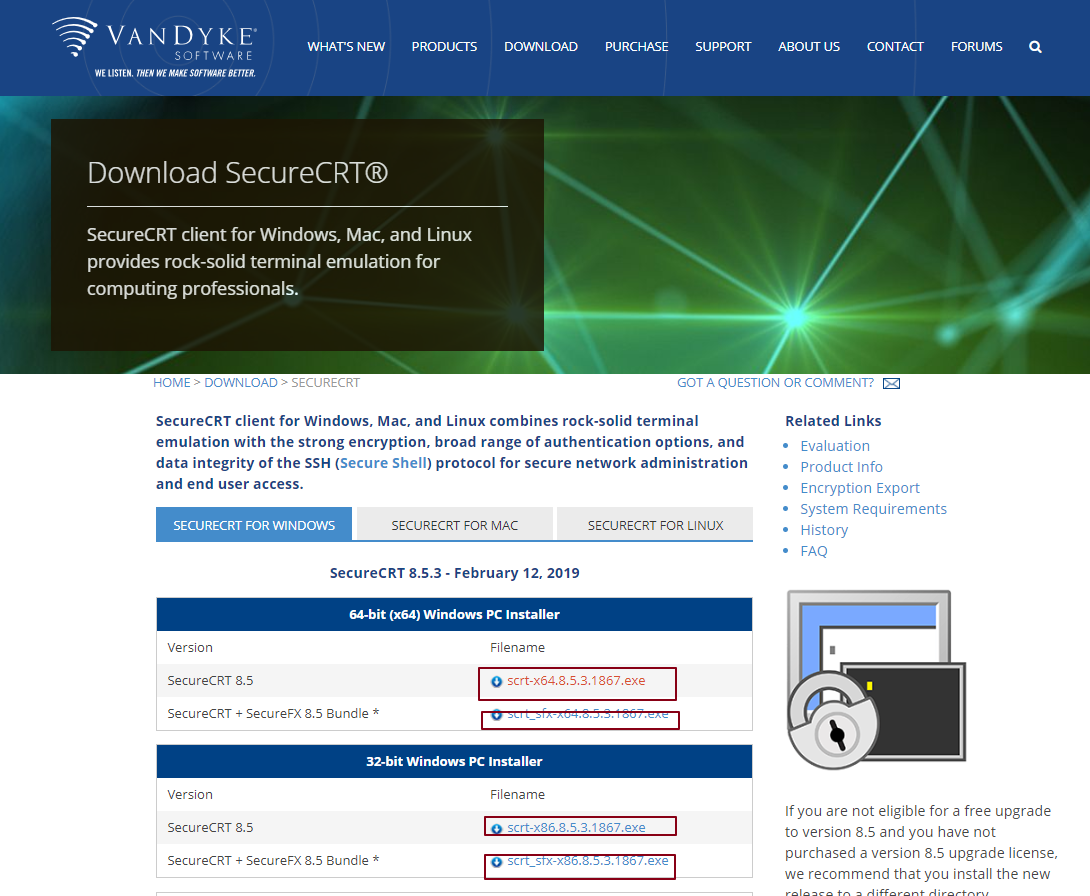 VANDYKE®
SOFTWARE
WE LISTEN. THEN WE MAKE SOFTWARE BETTER.
WHAT'S NEW PRODUCTS DOWNLOAD PURCHASE SUPPORT ABOUT US CONTACT FORUMS
Download SecureCRT®
SecureCRT client for Windows, Mac, and Linux
provides rock-solid terminal emulation for
computing professionals.
HOME > DOWNLOAD > SECURECRT
GOT A QUESTION OR COMMENT?
SecureCRT client for Windows, Mac, and Linux combines rock-solid terminal
emulation with the strong encryption, broad range of authentication options, and
data integrity of the SSH (Secure Shell) protocol for secure network administration
and end user access.
SECURECRT FOR WINDOWS SECURECRT FOR MAC SECURECRT FOR LINUX
SecureCRT 8.5.3 - February 12, 2019
64-bit (x64) Windows PC Installer
Version Filename
SecureCRT 8.5 scrt-x64.8.5.3.1867.exe
SecureCRT + SecureFX 8.5 Bundle * scrt_sfx-x64.8.5.3.1867.exe
32-bit Windows PC Installer
Version Filename
SecureCRT 8.5 scrt-x86.8.5.3.1867.exe
SecureCRT + SecureFX 8.5 Bundle * scrt_sfx-x86.8.5.3.1867.exe
Related Links
Evaluation
Product Info
Encryption Export
System Requirements
History
FAQ
If you are not eligible for a free upgrade
to version 8.5 and you have not
purchased a version 8.5 upgrade license,
we recommend that you install the new
release to a different directory